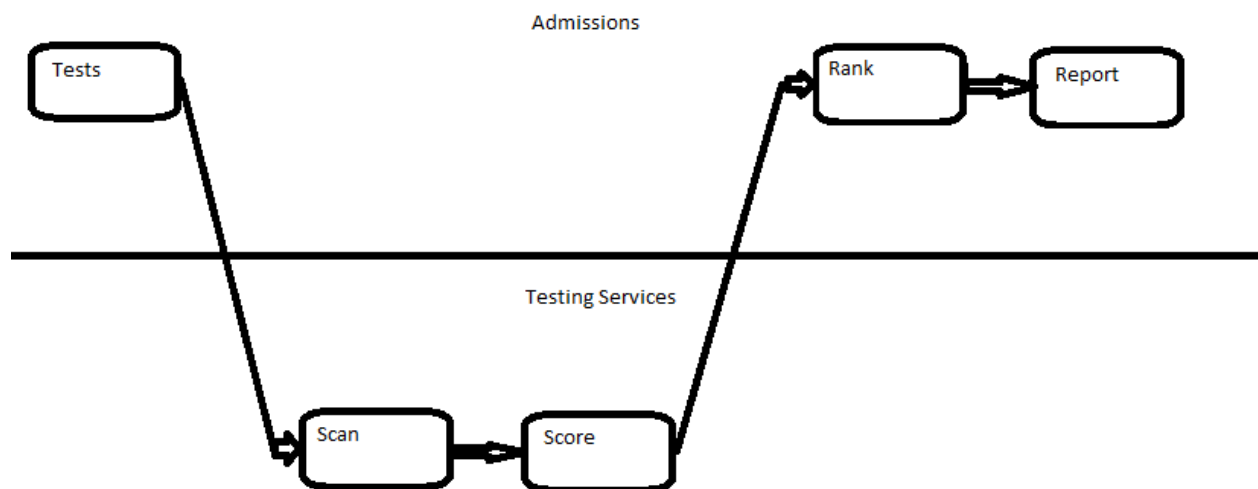 Admissions
Tests
Rank
Report
Testing Services
Scan
Score